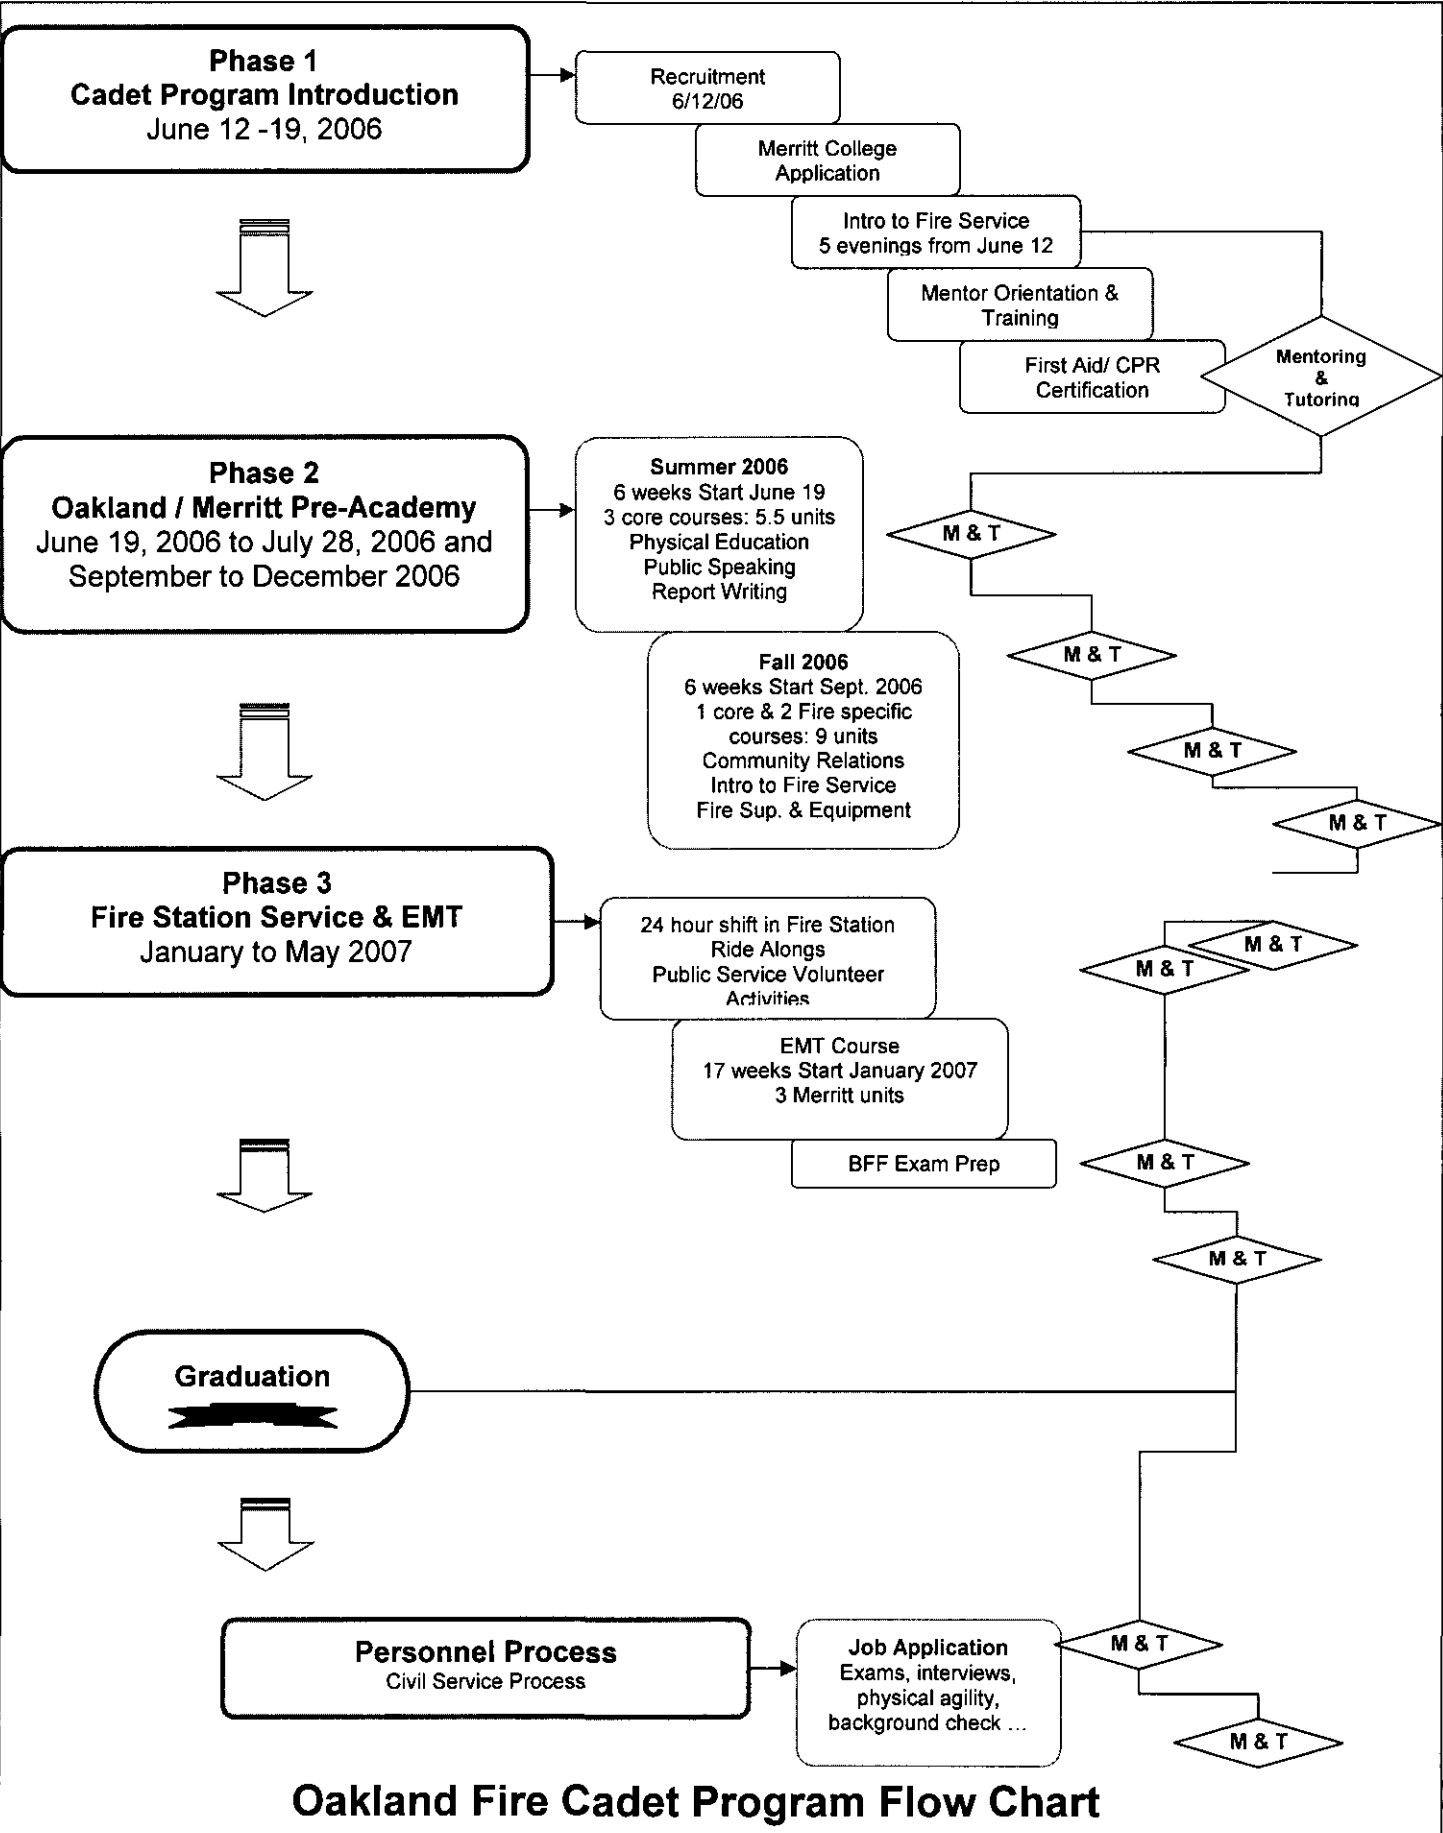 Phase 1
Cadet Program Introduction
June 12 -19, 2006
Recruitment
6/12/06
Merritt College
Application
Intro to Fire Service
5 evenings from June 12
Mentor Orientation &
Training
First Aid/ CPR
Certification
Mentoring
&
Tutoring
Phase 2
Oakland / Merritt Pre-Academy
June 19, 2006 to July 28, 2006 and
September to December 2006
Summer 2006
6 weeks Start June 19
3 core courses: 5.5 units
Physical Education
Public Speaking
Report Writing
M & T
M & T
Fall 2006
6 weeks Start Sept. 2006
1 core & 2 Fire specific
courses: 9 units
Community Relations
Intro to Fire Service
Fire Sup. & Equipment
M & T
M & T
Phase 3
Fire Station Service & EMT
January to May 2007
24 hour shift in Fire Station
Ride Alongs
Public Service Volunteer
Activities
M & T
M & T
EMT Course
17 weeks Start January 2007
3 Merritt units
BFF Exam Prep
M & T
M & T
Graduation
Personnel Process
Civil Service Process
Job Application
Exams, interviews,
physical agility,
background check ...
M & T
M & T
Oakland Fire Cadet Program Flow Chart